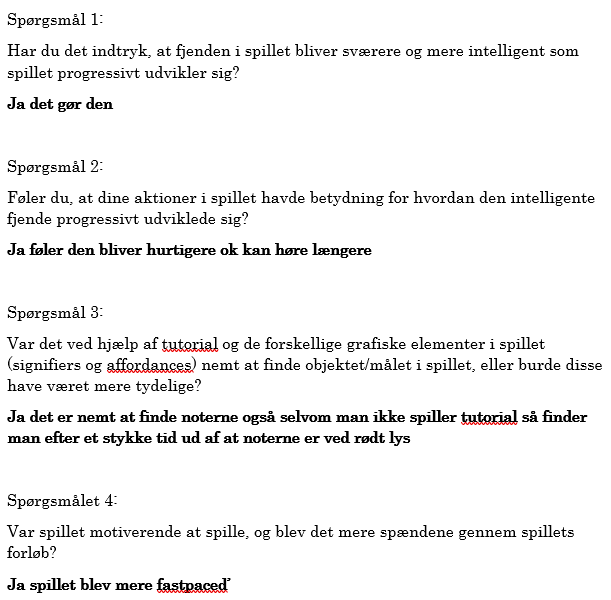 Spørgsmål 1:
Har du det indtryk, at fjenden i spillet bliver sværere og mere intelligent som
spillet progressivt udvikler sig?
Ja det gør den
Spørgsmål 2:
Føler du, at dine aktioner i spillet havde betydning for hvordan den intelligente
fjende progressivt udviklede sig?
Ja føler den bliver hurtigere ok kan høre længere
Spørgsmål 3:
Var det ved hjælp af tutorial og de forskellige grafiske elementer i spillet
(signifiers og affordances) nemt at finde objektet/målet i spillet, eller burde disse
have været mere tydelige?
Ja det er nemt at finde noterne også selvom man ikke spiller tutorial så finder
man efter et stykke tid ud af at noterne er ved rødt lys
Spørgsmålet 4:
Var spillet motiverende at spille, og blev det mere spændene gennem spillets
forløb?
Ja spillet blev mere fastpaced’